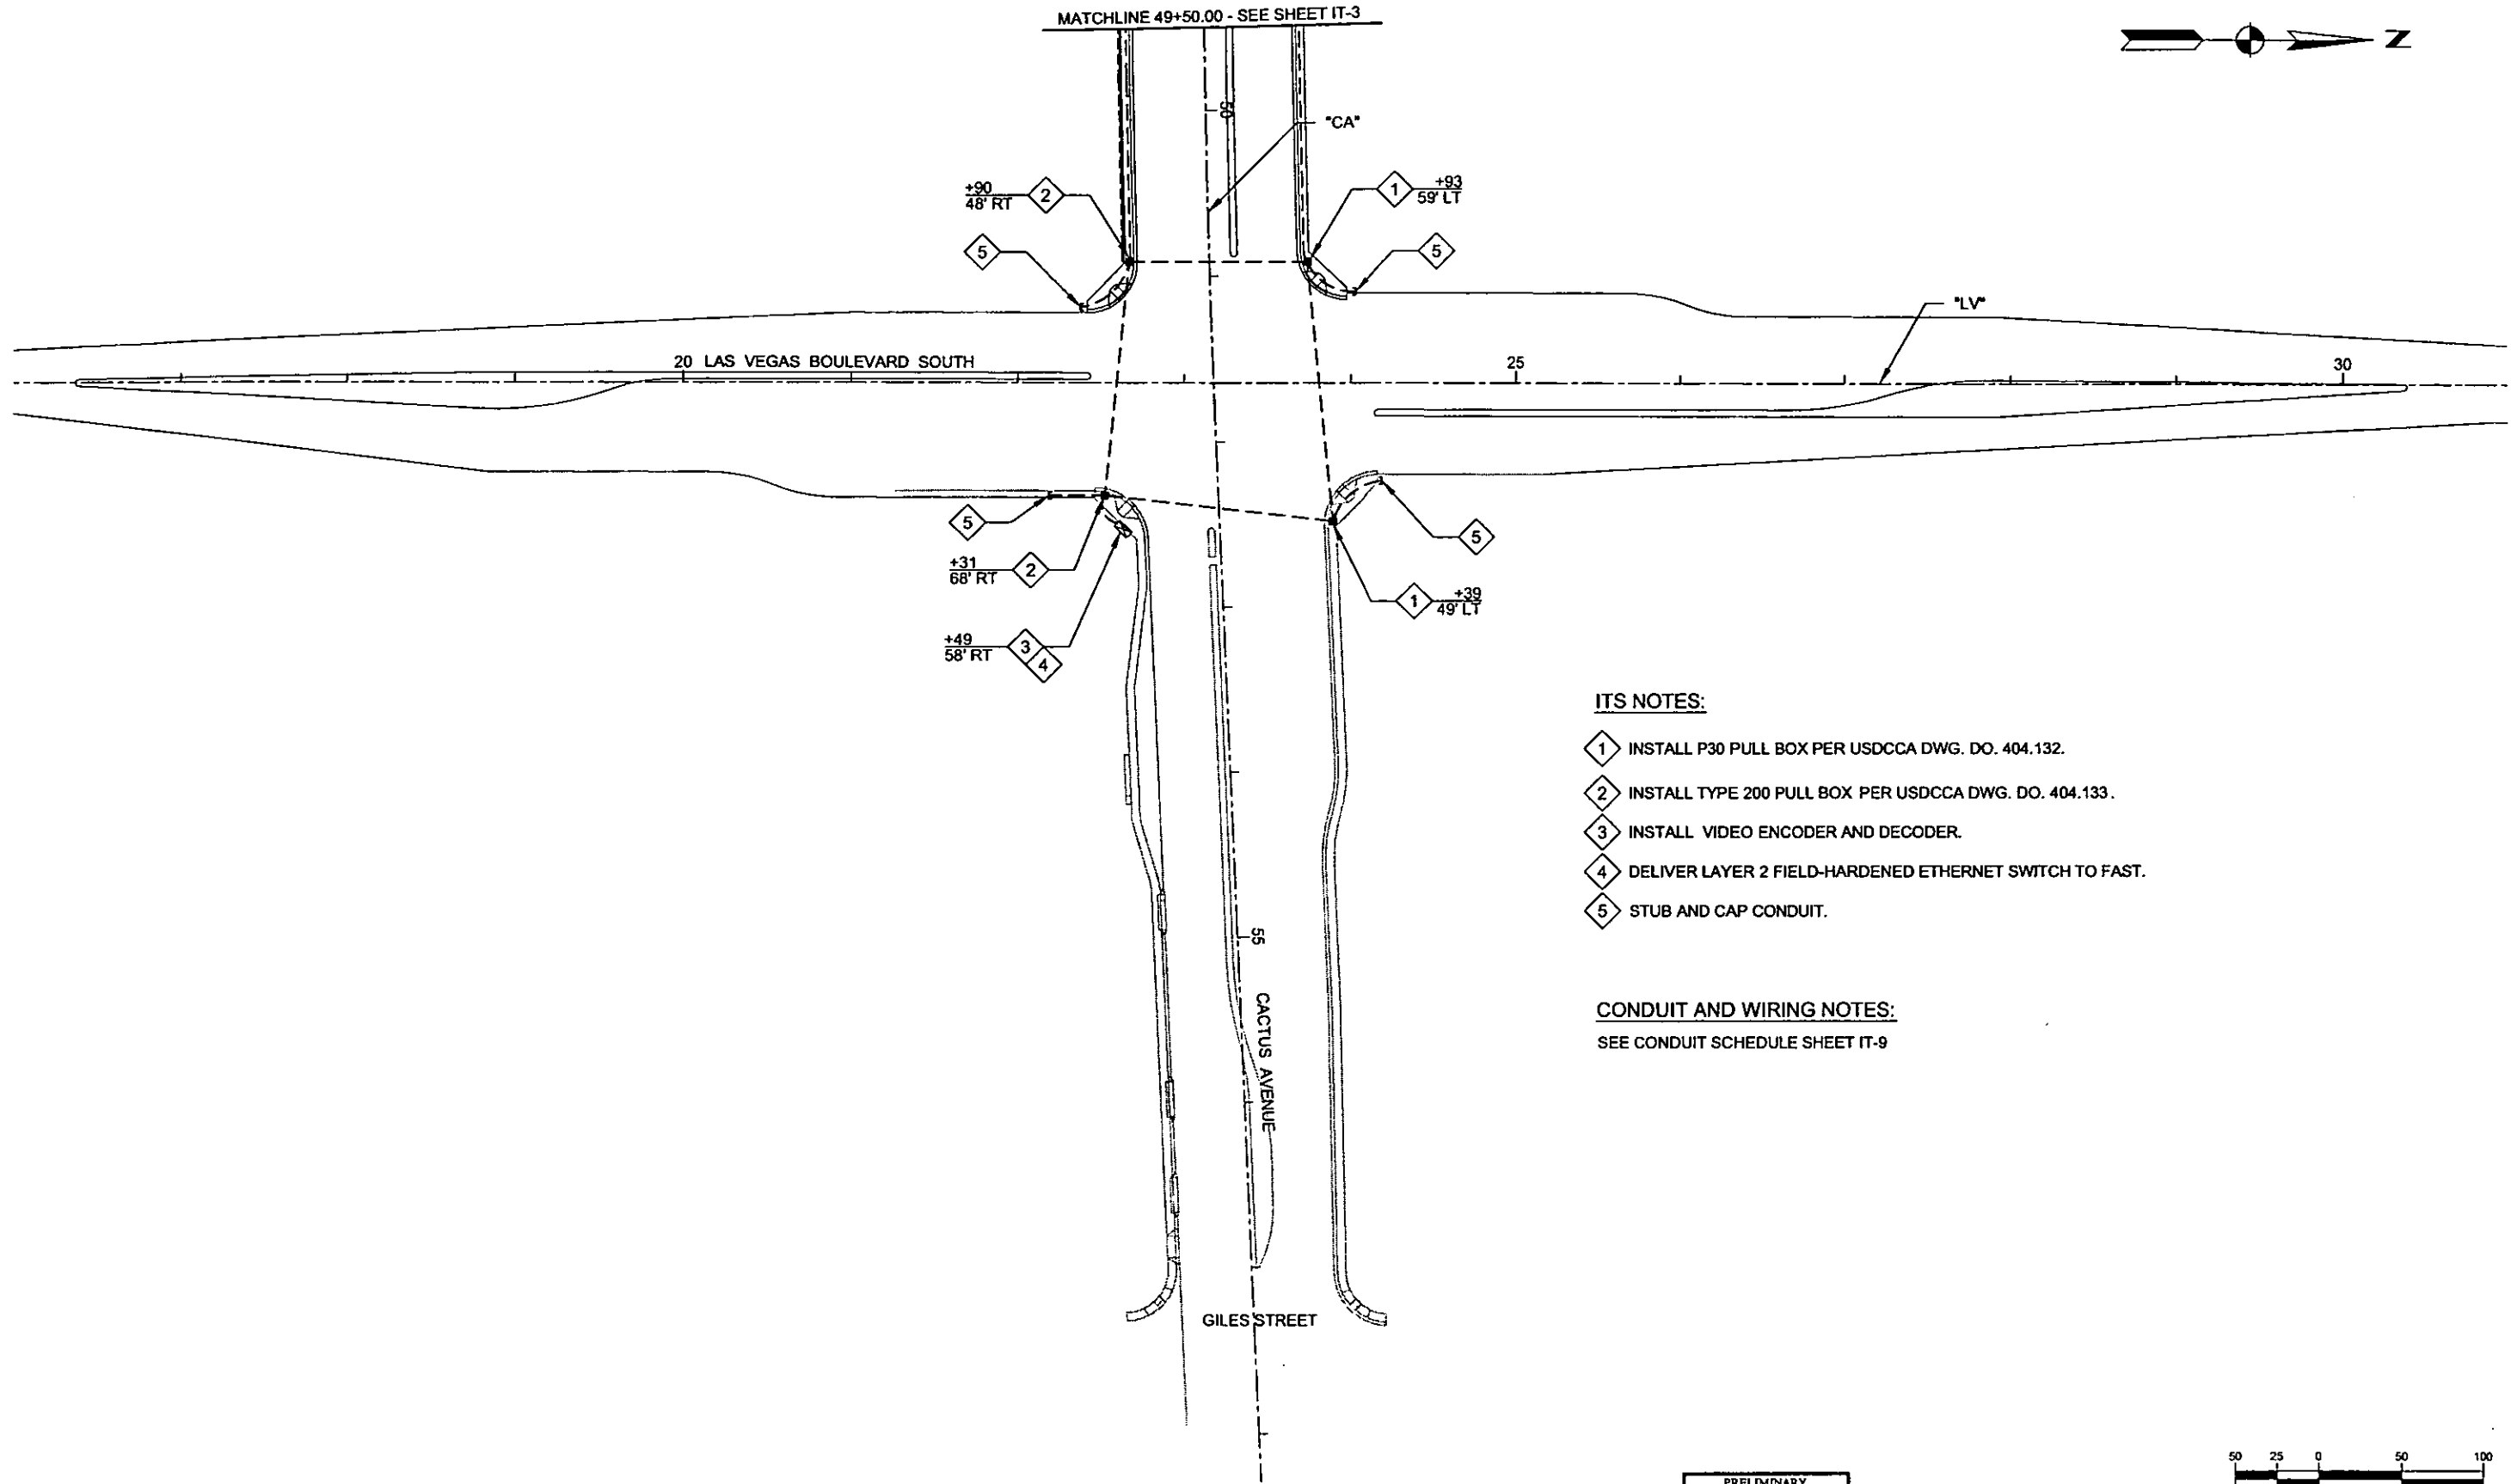 MATCHLINE 49+50.00 - SEE SHEET IT-3
Z
50
"CA"
+90
48' RT
2
1
+93
59' LT
5
5
"LV"
20 LAS VEGAS BOULEVARD SOUTH
25
30
5
5
+31
68' RT
2
1
+39
49' LT
+49
58' RT
3
4
55
CACTUS AVENUE
GILES STREET
ITS NOTES:
1 INSTALL P30 PULL BOX PER USDCCA DWG. DO. 404.132.
2 INSTALL TYPE 200 PULL BOX PER USDCCA DWG. DO. 404.133.
3 INSTALL VIDEO ENCODER AND DECODER.
4 DELIVER LAYER 2 FIELD-HARDENED ETHERNET SWITCH TO FAST.
5 STUB AND CAP CONDUIT.
CONDUIT AND WIRING NOTES:
SEE CONDUIT SCHEDULE SHEET IT-9
PRELIMINARY
50 25 0 50 100